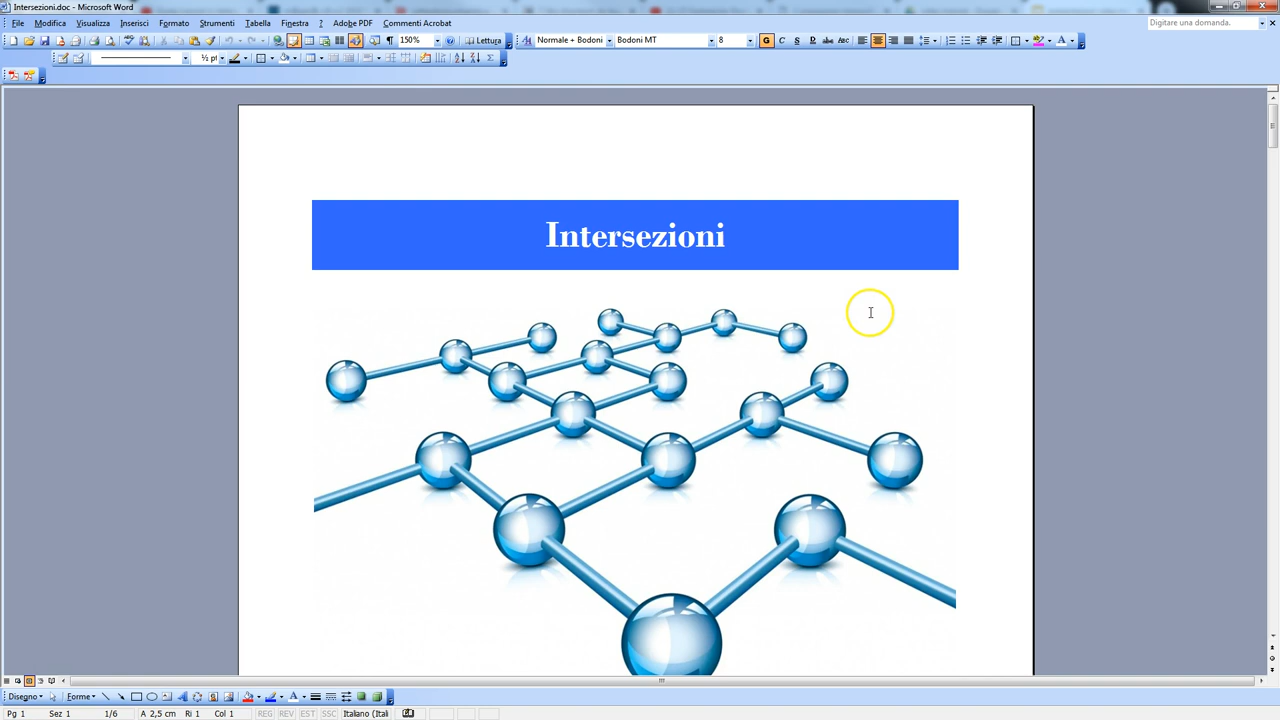 Intersezioni.doc - Microsoft Word
File Modifica Visualizza Inserisci Formato Strumenti Tabella Finestra ? Adobe PDF Commenti Acrobat
Digitare una domanda.
150% Lettura Normale + Bodoni Bodoni MT 8 G C S D abc ABC A
½ pt
Intersezioni
Disegno Forme
Pg 1 Sez 1 1/6 A 2,5 cm Ri 1 Col 1 REG REV EST SSC Italiano (Itali